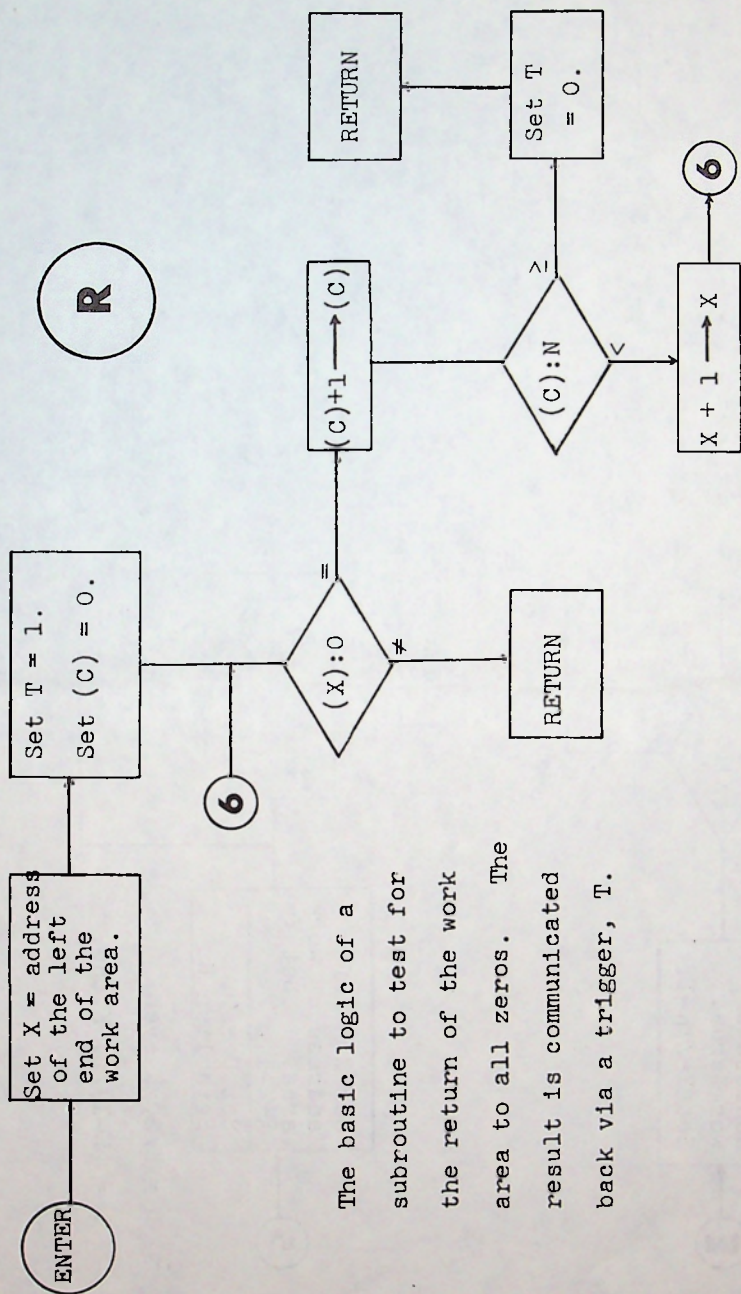 ENTER
Set X = address
of the left
end of the
work area.
Set T = 1.
Set (C) = 0.
R
6
(X):0
=
≠
RETURN
(C)+1⟶(C)
(C):N
≥
<
Set T
= 0.
RETURN
X + 1 ⟶ X
6
The basic logic of a
subroutine to test for
the return of the work
area to all zeros. The
result is communicated
back via a trigger, T.